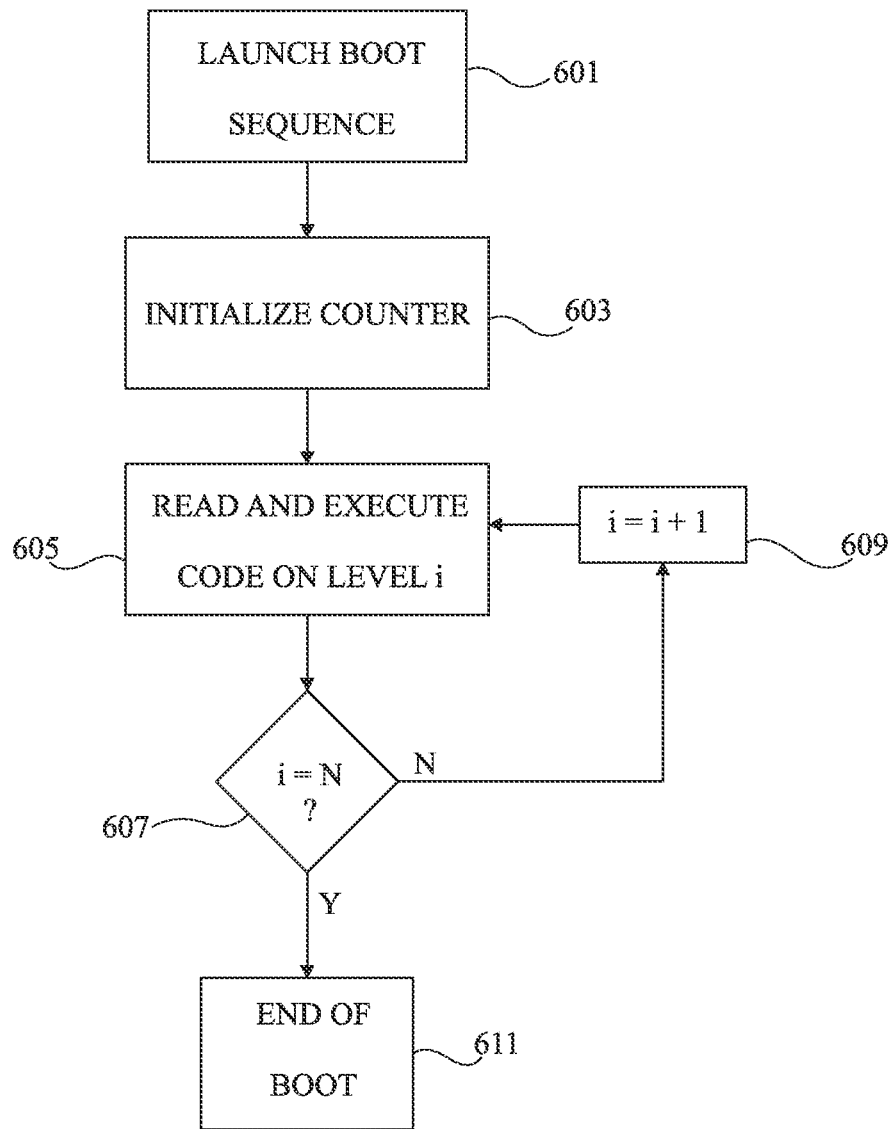 LAUNCH BOOT
SEQUENCE
601
INITIALIZE COUNTER
603
READ AND EXECUTE
CODE ON LEVEL i
605
i = i + 1
609
i = N
?
607
N
Y
END OF
BOOT
611